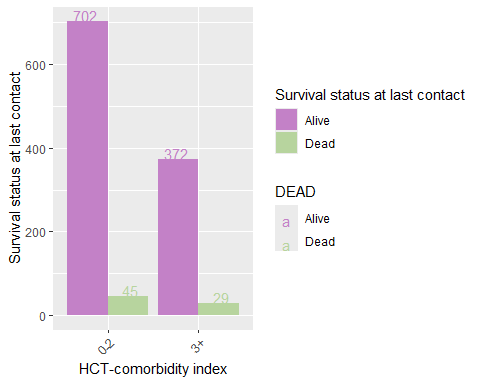 702
600
400
372
200
45
29
0
0-2
3+
HCT-comorbidity index
Survival status at last contact
Survival status at last contact
Alive
Dead
DEAD
a Alive
a Dead